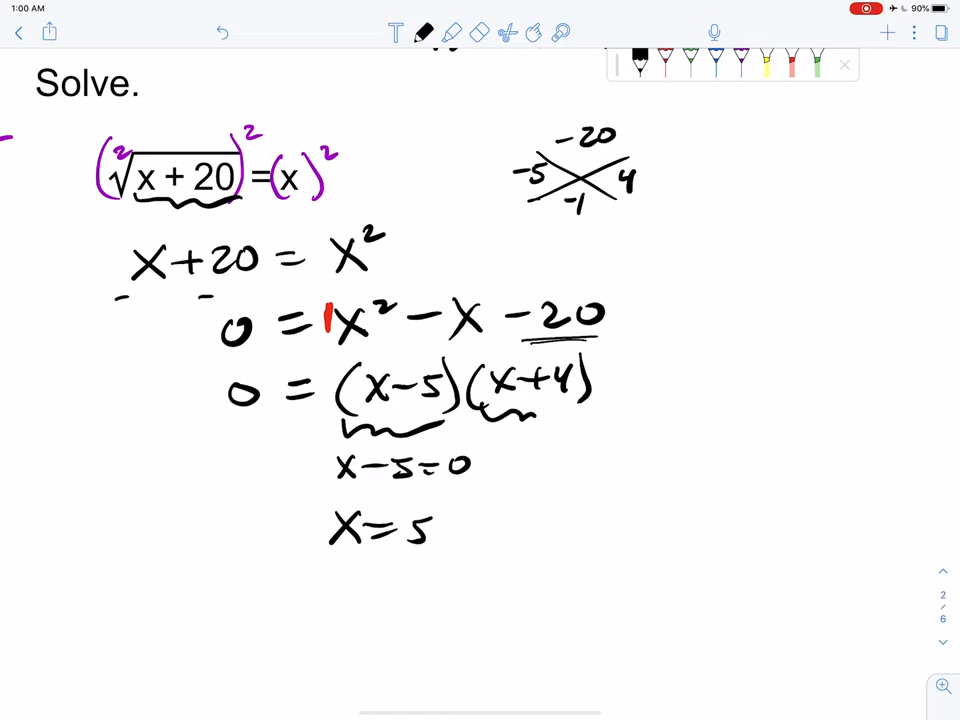 1:00 AM
90%
T
Solve.
(²√x + 20)² = (x)²
x + 20 = x²
- -
0 = 1x² - x - 20
0 = (x - 5)(x + 4)
x - 5 = 0
x = 5
-20
-5 4
-1
2
/
6